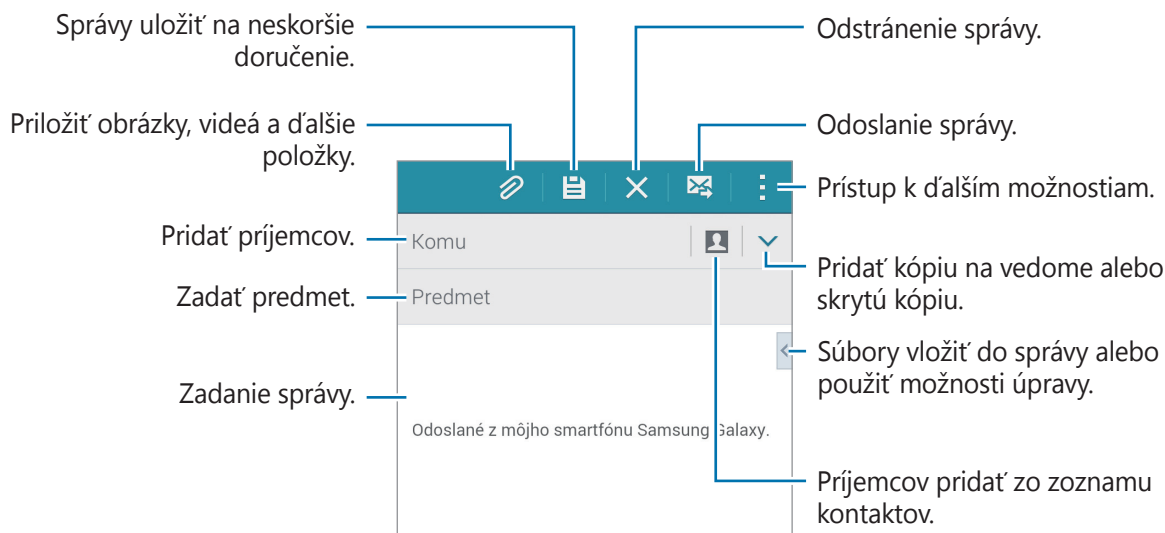 Správy uložiť na neskoršie
doručenie.
Odstránenie správy.
Priložiť obrázky, videá a ďalšie
položky.
Odoslanie správy.
Prístup k ďalším možnostiam.
Pridať príjemcov.
Komu
Pridať kópiu na vedome alebo
skrytú kópiu.
Zadať predmet.
Predmet
Súbory vložiť do správy alebo
použiť možnosti úpravy.
Zadanie správy.
Odoslané z môjho smartfónu Samsung Galaxy.
Príjemcov pridať zo zoznamu
kontaktov.